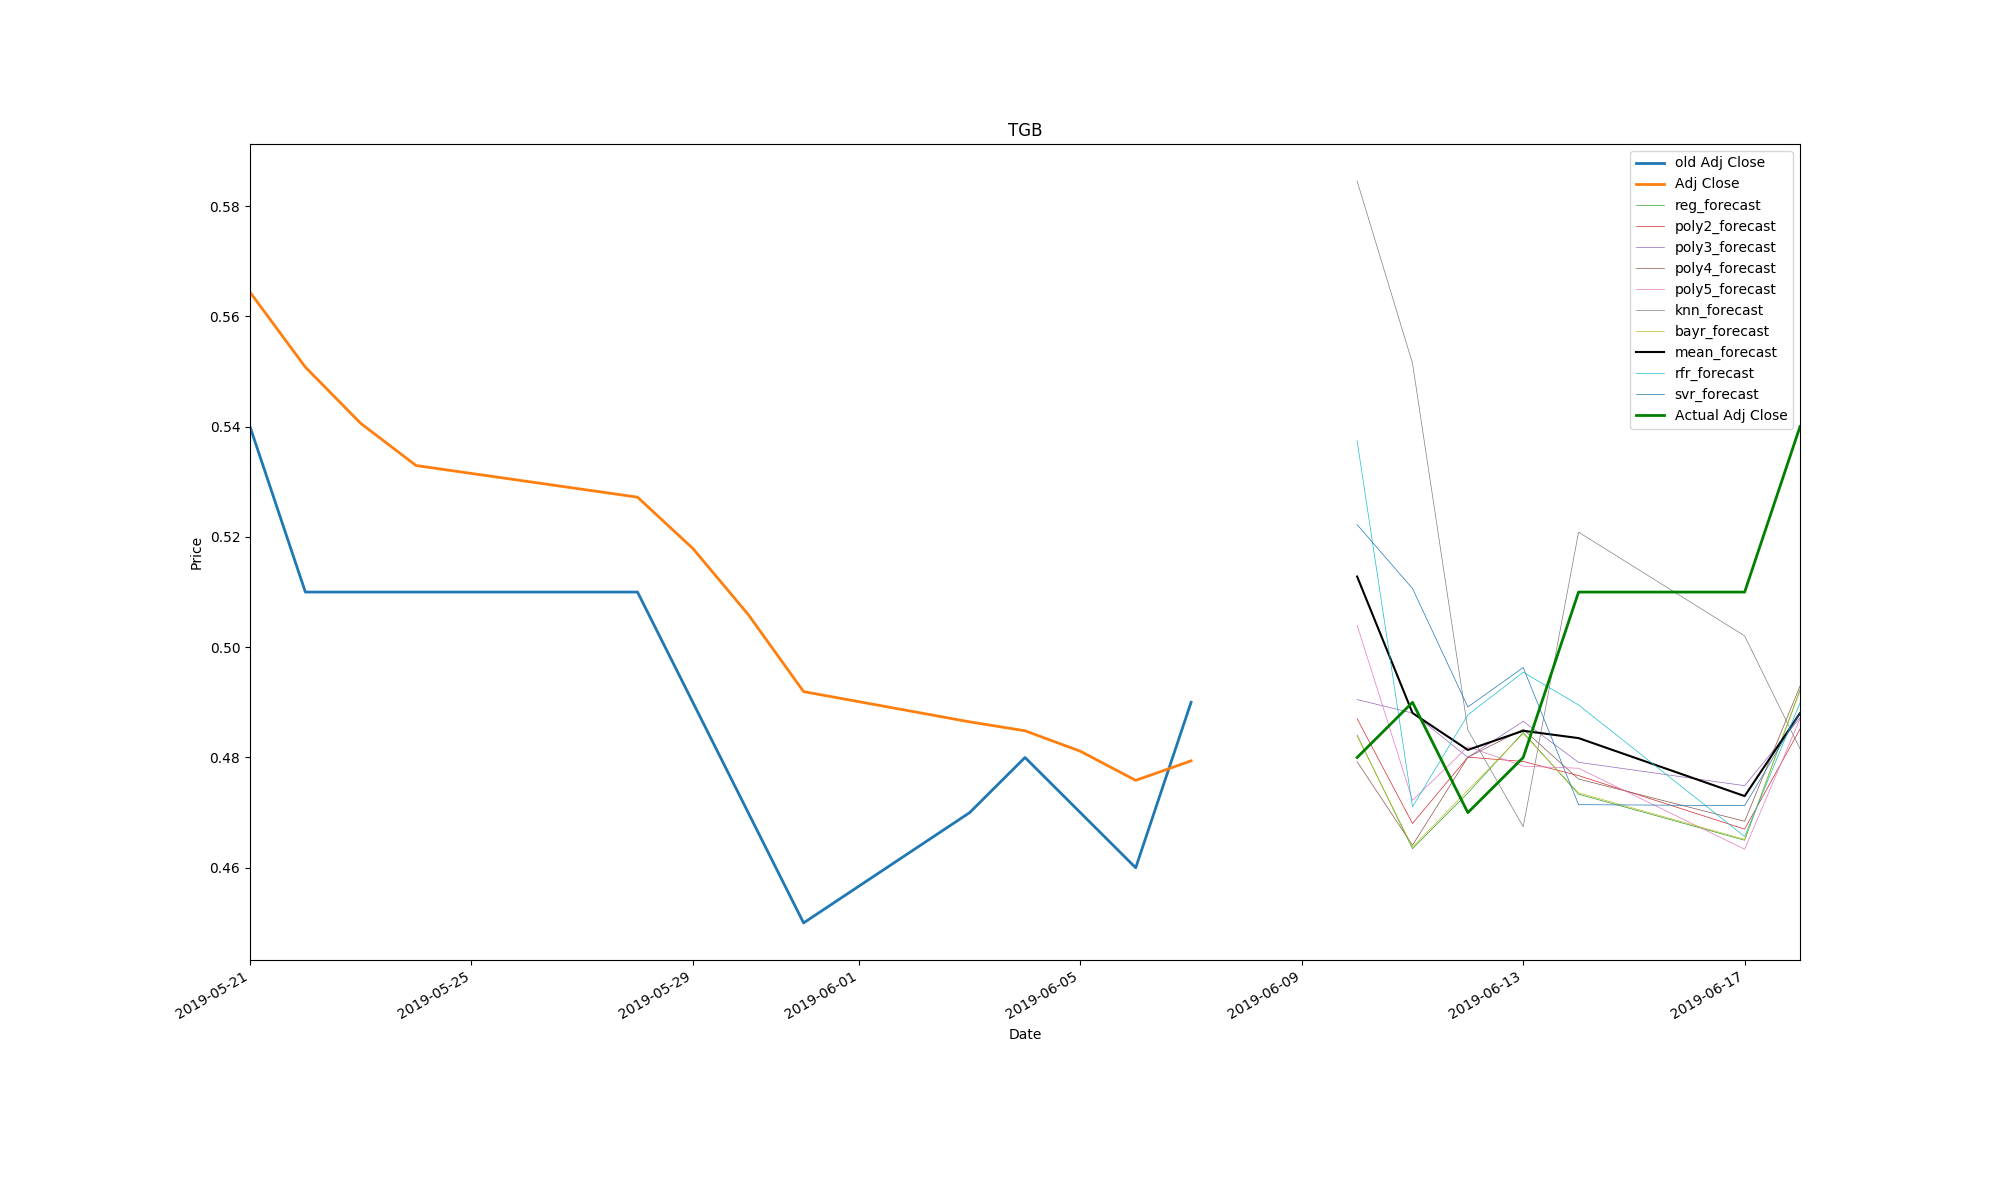 TGB
old Adj Close
Adj Close
reg_forecast
poly2_forecast
poly3_forecast
poly4_forecast
poly5_forecast
knn_forecast
bayr_forecast
mean_forecast
rfr_forecast
svr_forecast
Actual Adj Close
0.58
0.56
0.54
0.52
0.50
0.48
0.46
Price
2019-05-21
2019-05-25
2019-05-29
2019-06-01
2019-06-05
2019-06-09
2019-06-13
2019-06-17
Date